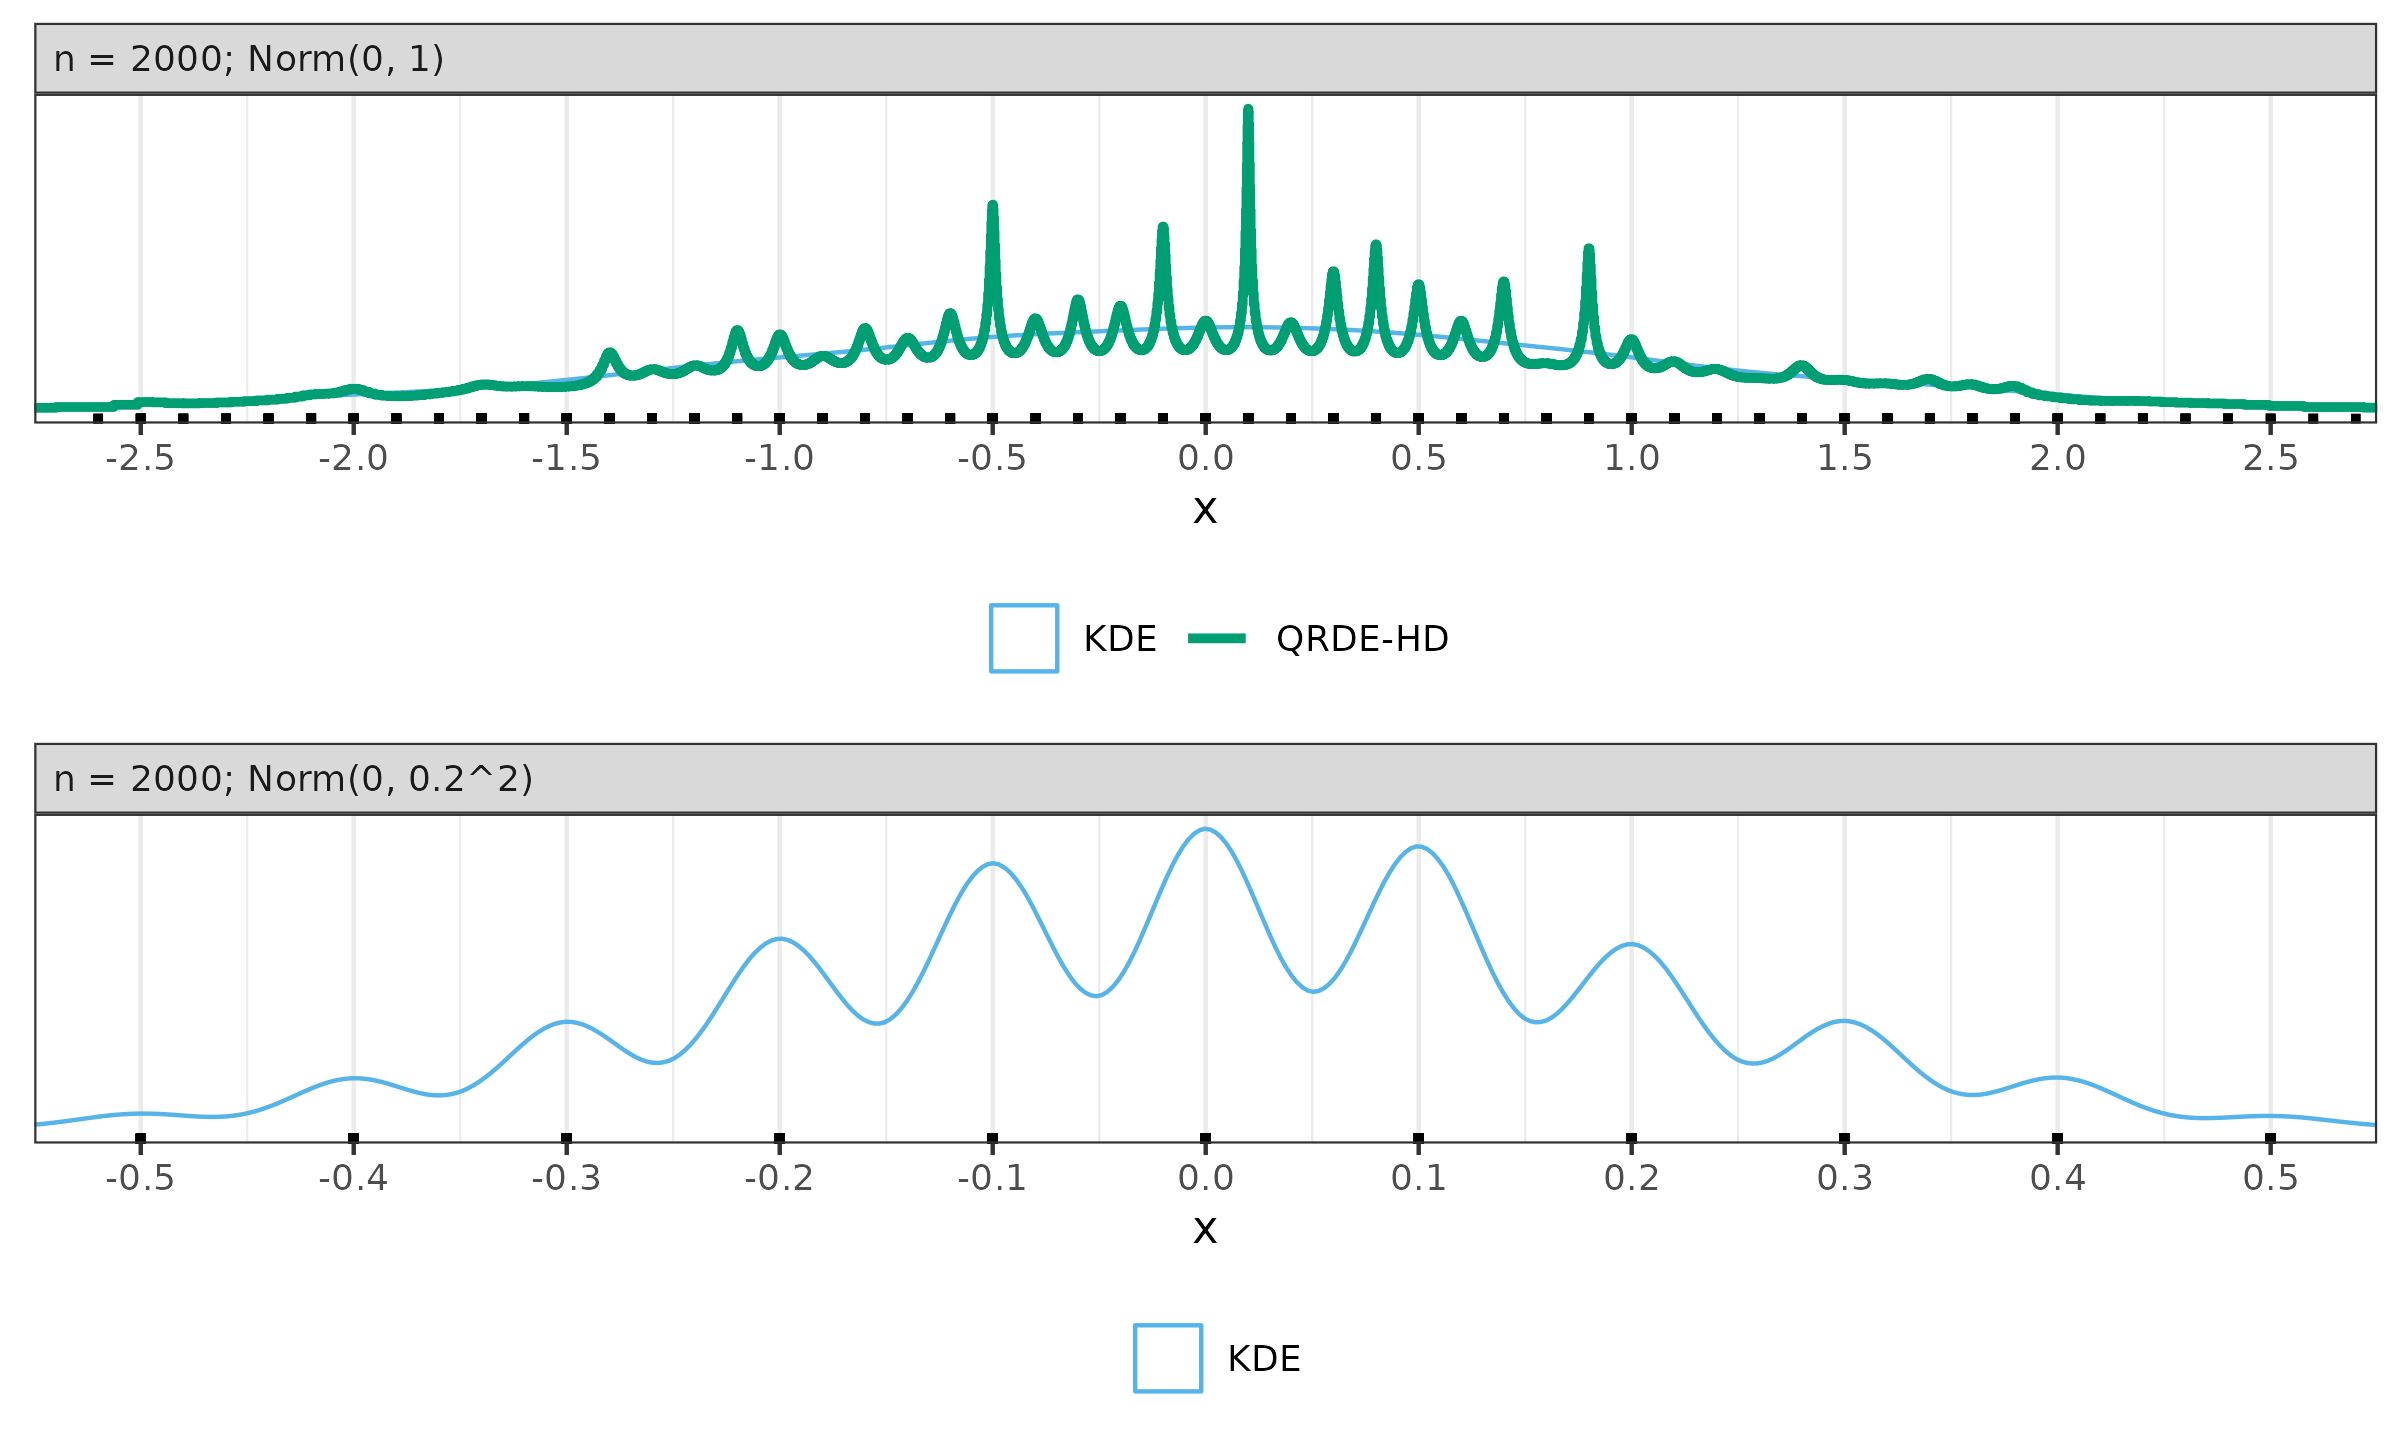 n = 2000; Norm(0, 1)
-2.5 -2.0 -1.5 -1.0 -0.5 0.0 0.5 1.0 1.5 2.0 2.5
x
KDE QRDE-HD
n = 2000; Norm(0, 0.2^2)
-0.5 -0.4 -0.3 -0.2 -0.1 0.0 0.1 0.2 0.3 0.4 0.5
x
KDE